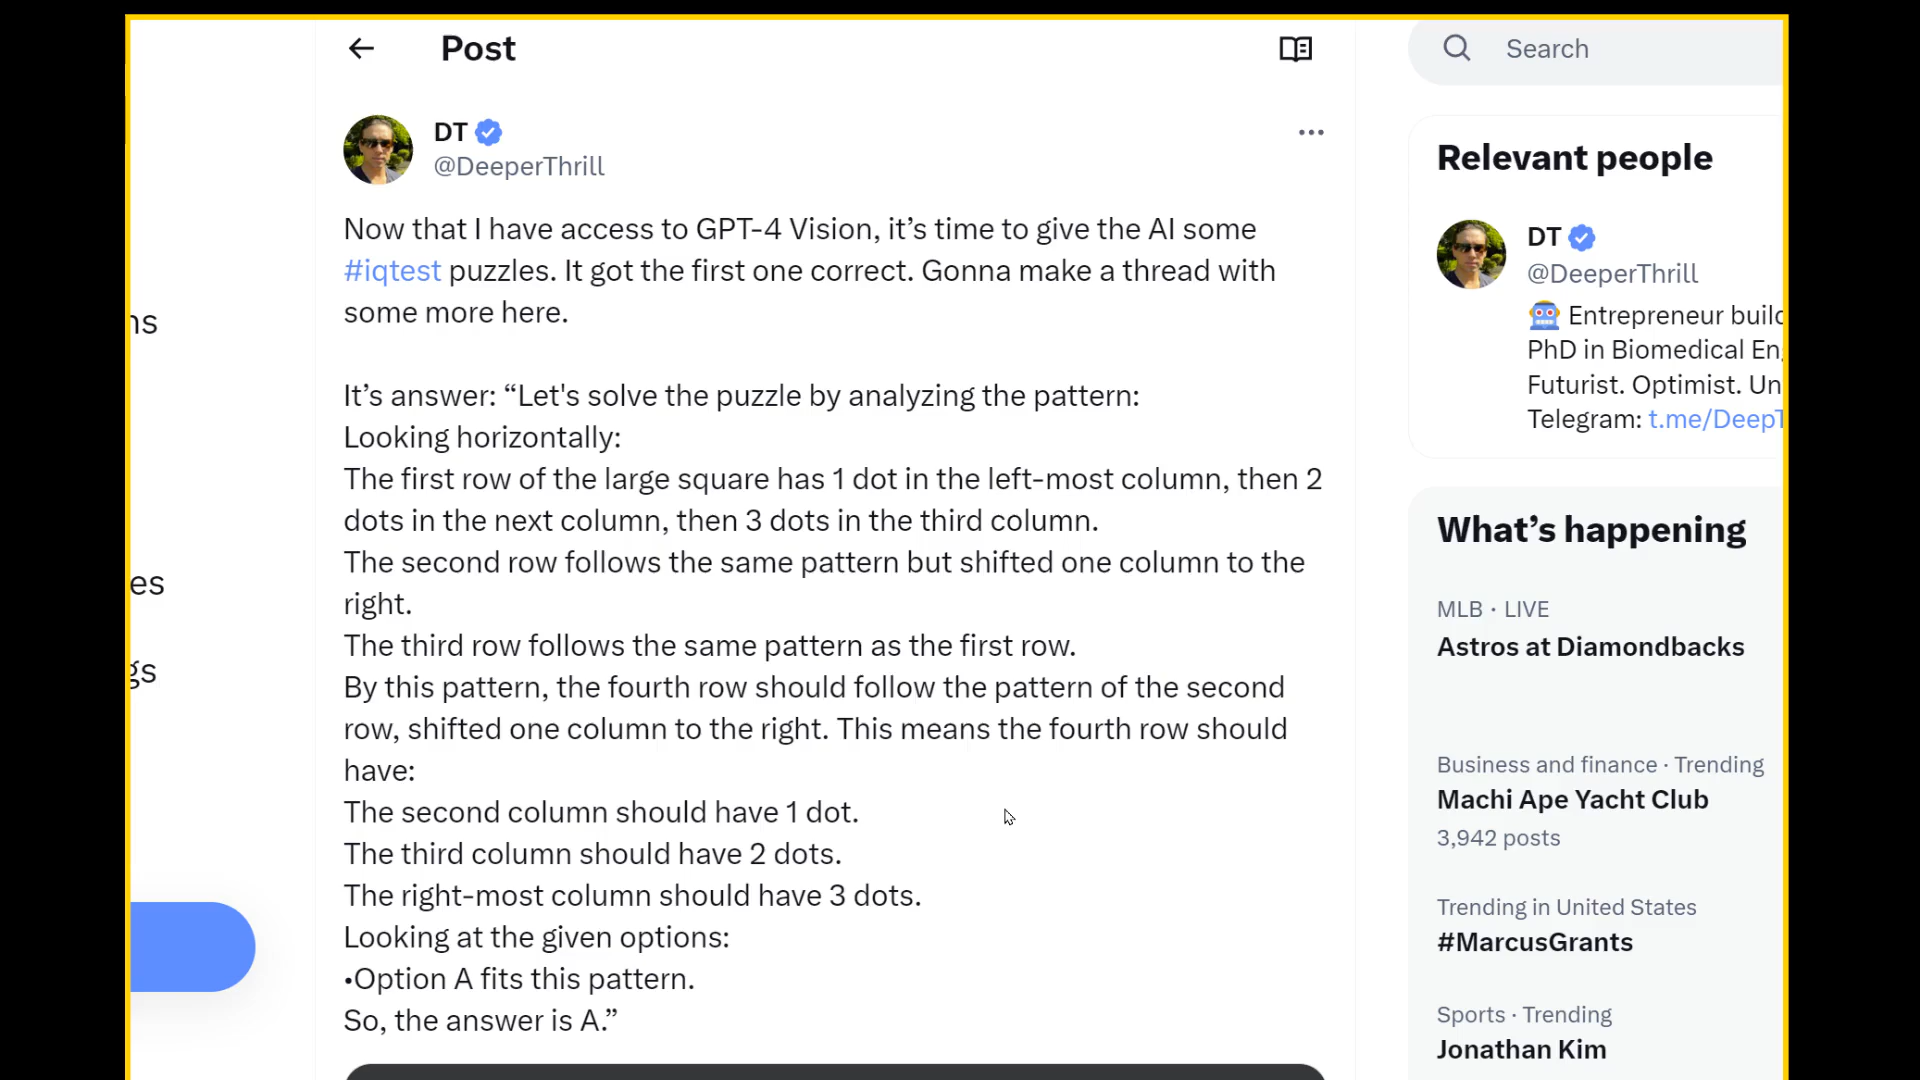 Post
Search
DT
@DeeperThrill
Now that I have access to GPT-4 Vision, it’s time to give the AI some
#iqtest puzzles. It got the first one correct. Gonna make a thread with
some more here.
It’s answer: “Let's solve the puzzle by analyzing the pattern:
Looking horizontally:
The first row of the large square has 1 dot in the left-most column, then 2
dots in the next column, then 3 dots in the third column.
The second row follows the same pattern but shifted one column to the
right.
The third row follows the same pattern as the first row.
By this pattern, the fourth row should follow the pattern of the second
row, shifted one column to the right. This means the fourth row should
have:
The second column should have 1 dot.
The third column should have 2 dots.
The right-most column should have 3 dots.
Looking at the given options:
•Option A fits this pattern.
So, the answer is A.”
Relevant people
DT
@DeeperThrill
Entrepreneur build
PhD in Biomedical En
Futurist. Optimist. Un
Telegram: t.me/DeepT
What’s happening
MLB · LIVE
Astros at Diamondbacks
Business and finance · Trending
Machi Ape Yacht Club
3,942 posts
Trending in United States
#MarcusGrants
Sports · Trending
Jonathan Kim
ns
es
gs